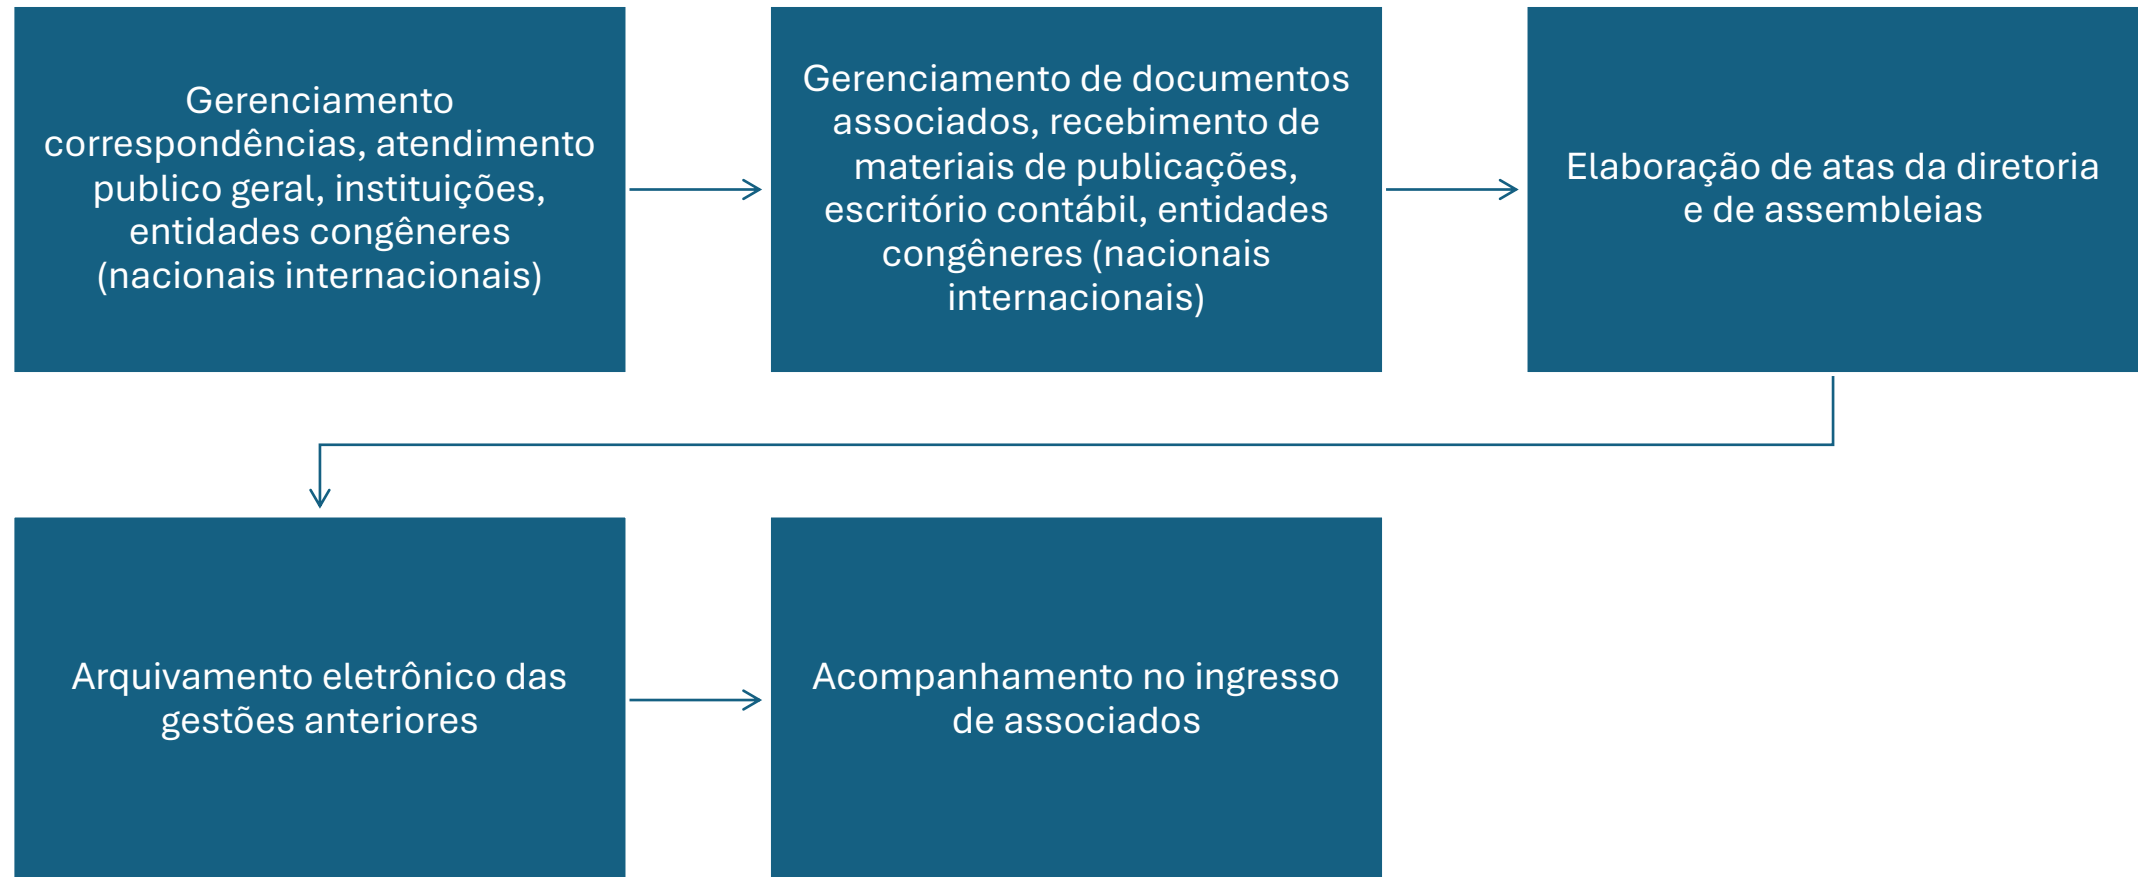 Gerenciamento
correspondências, atendimento
publico geral, instituições,
entidades congêneres
(nacionais internacionais)
Gerenciamento de documentos
associados, recebimento de
materiais de publicações,
escritório contábil, entidades
congêneres (nacionais
internacionais)
Elaboração de atas da diretoria
e de assembleias
Arquivamento eletrônico das
gestões anteriores
Acompanhamento no ingresso
de associados